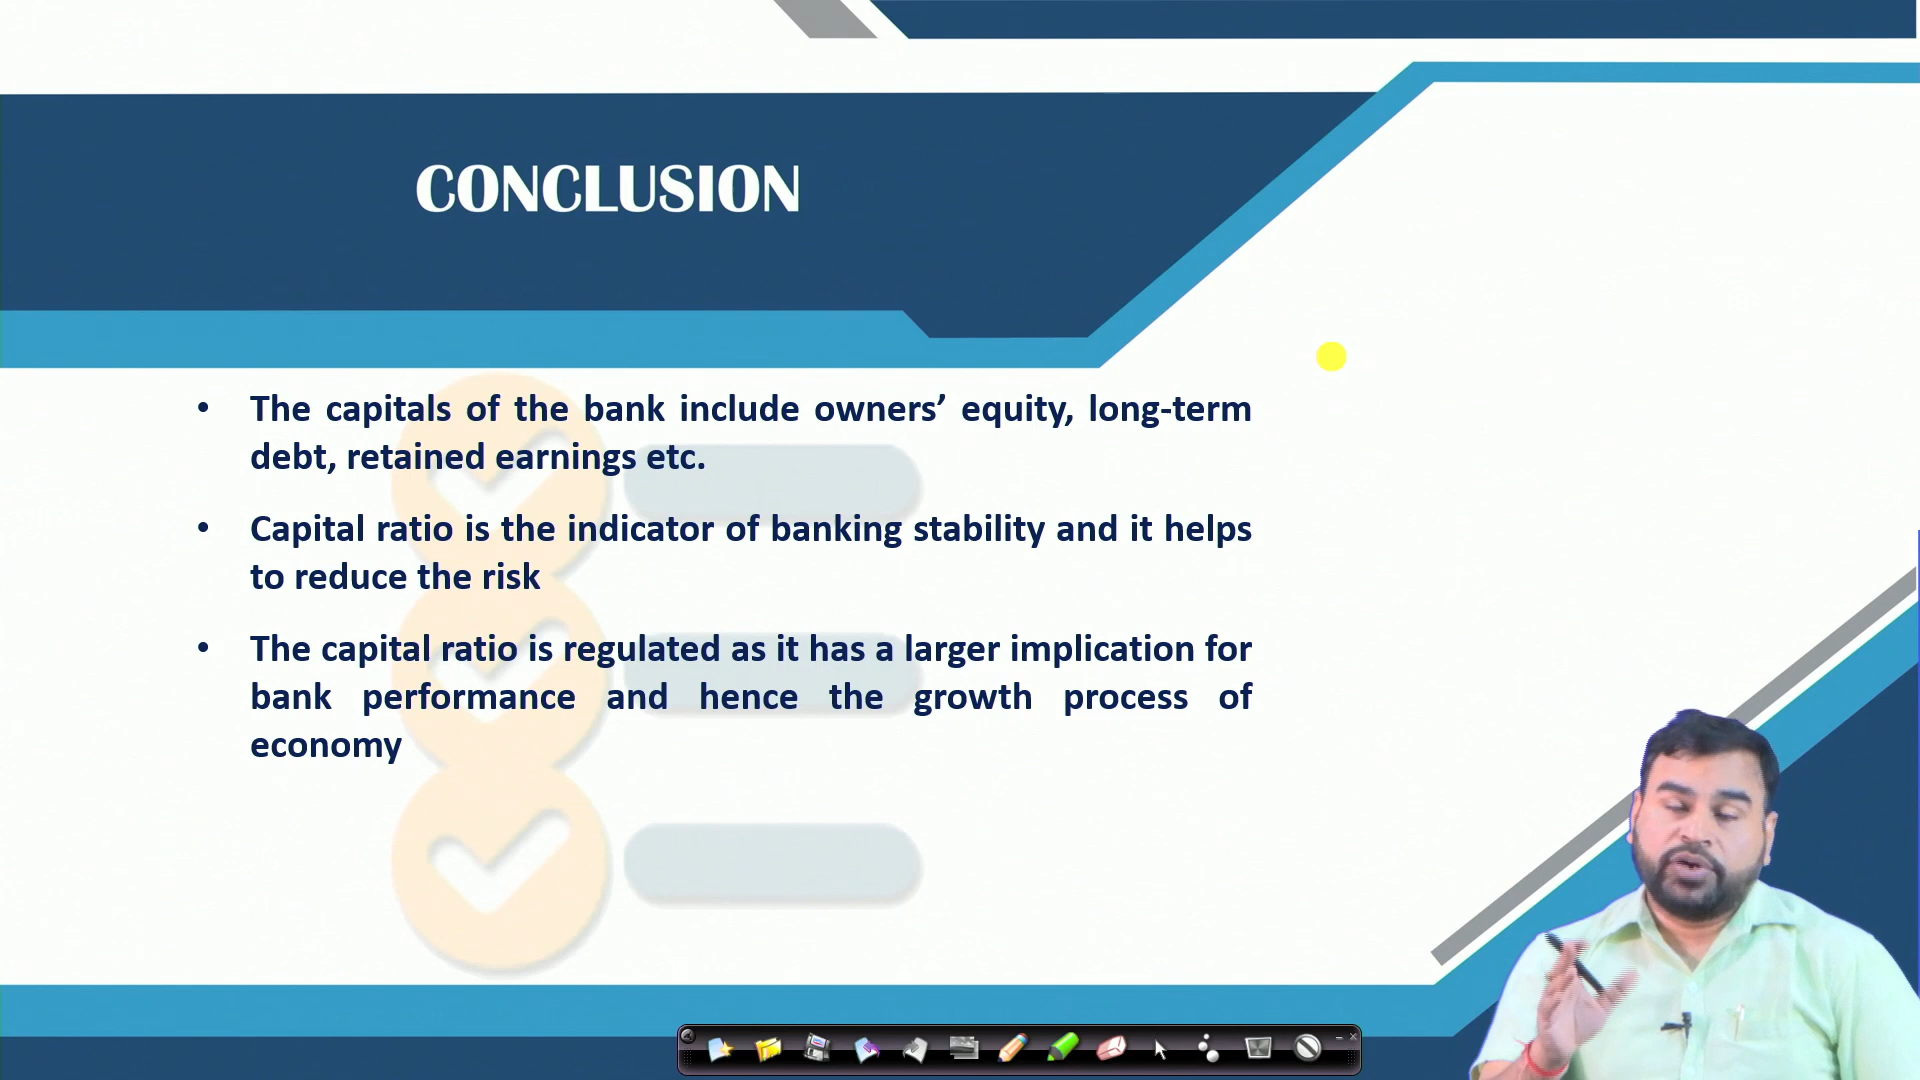 CONCLUSION
• The capitals of the bank include owners’ equity, long-term
debt, retained earnings etc.
• Capital ratio is the indicator of banking stability and it helps
to reduce the risk
• The capital ratio is regulated as it has a larger implication for
bank performance and hence the growth process of
economy